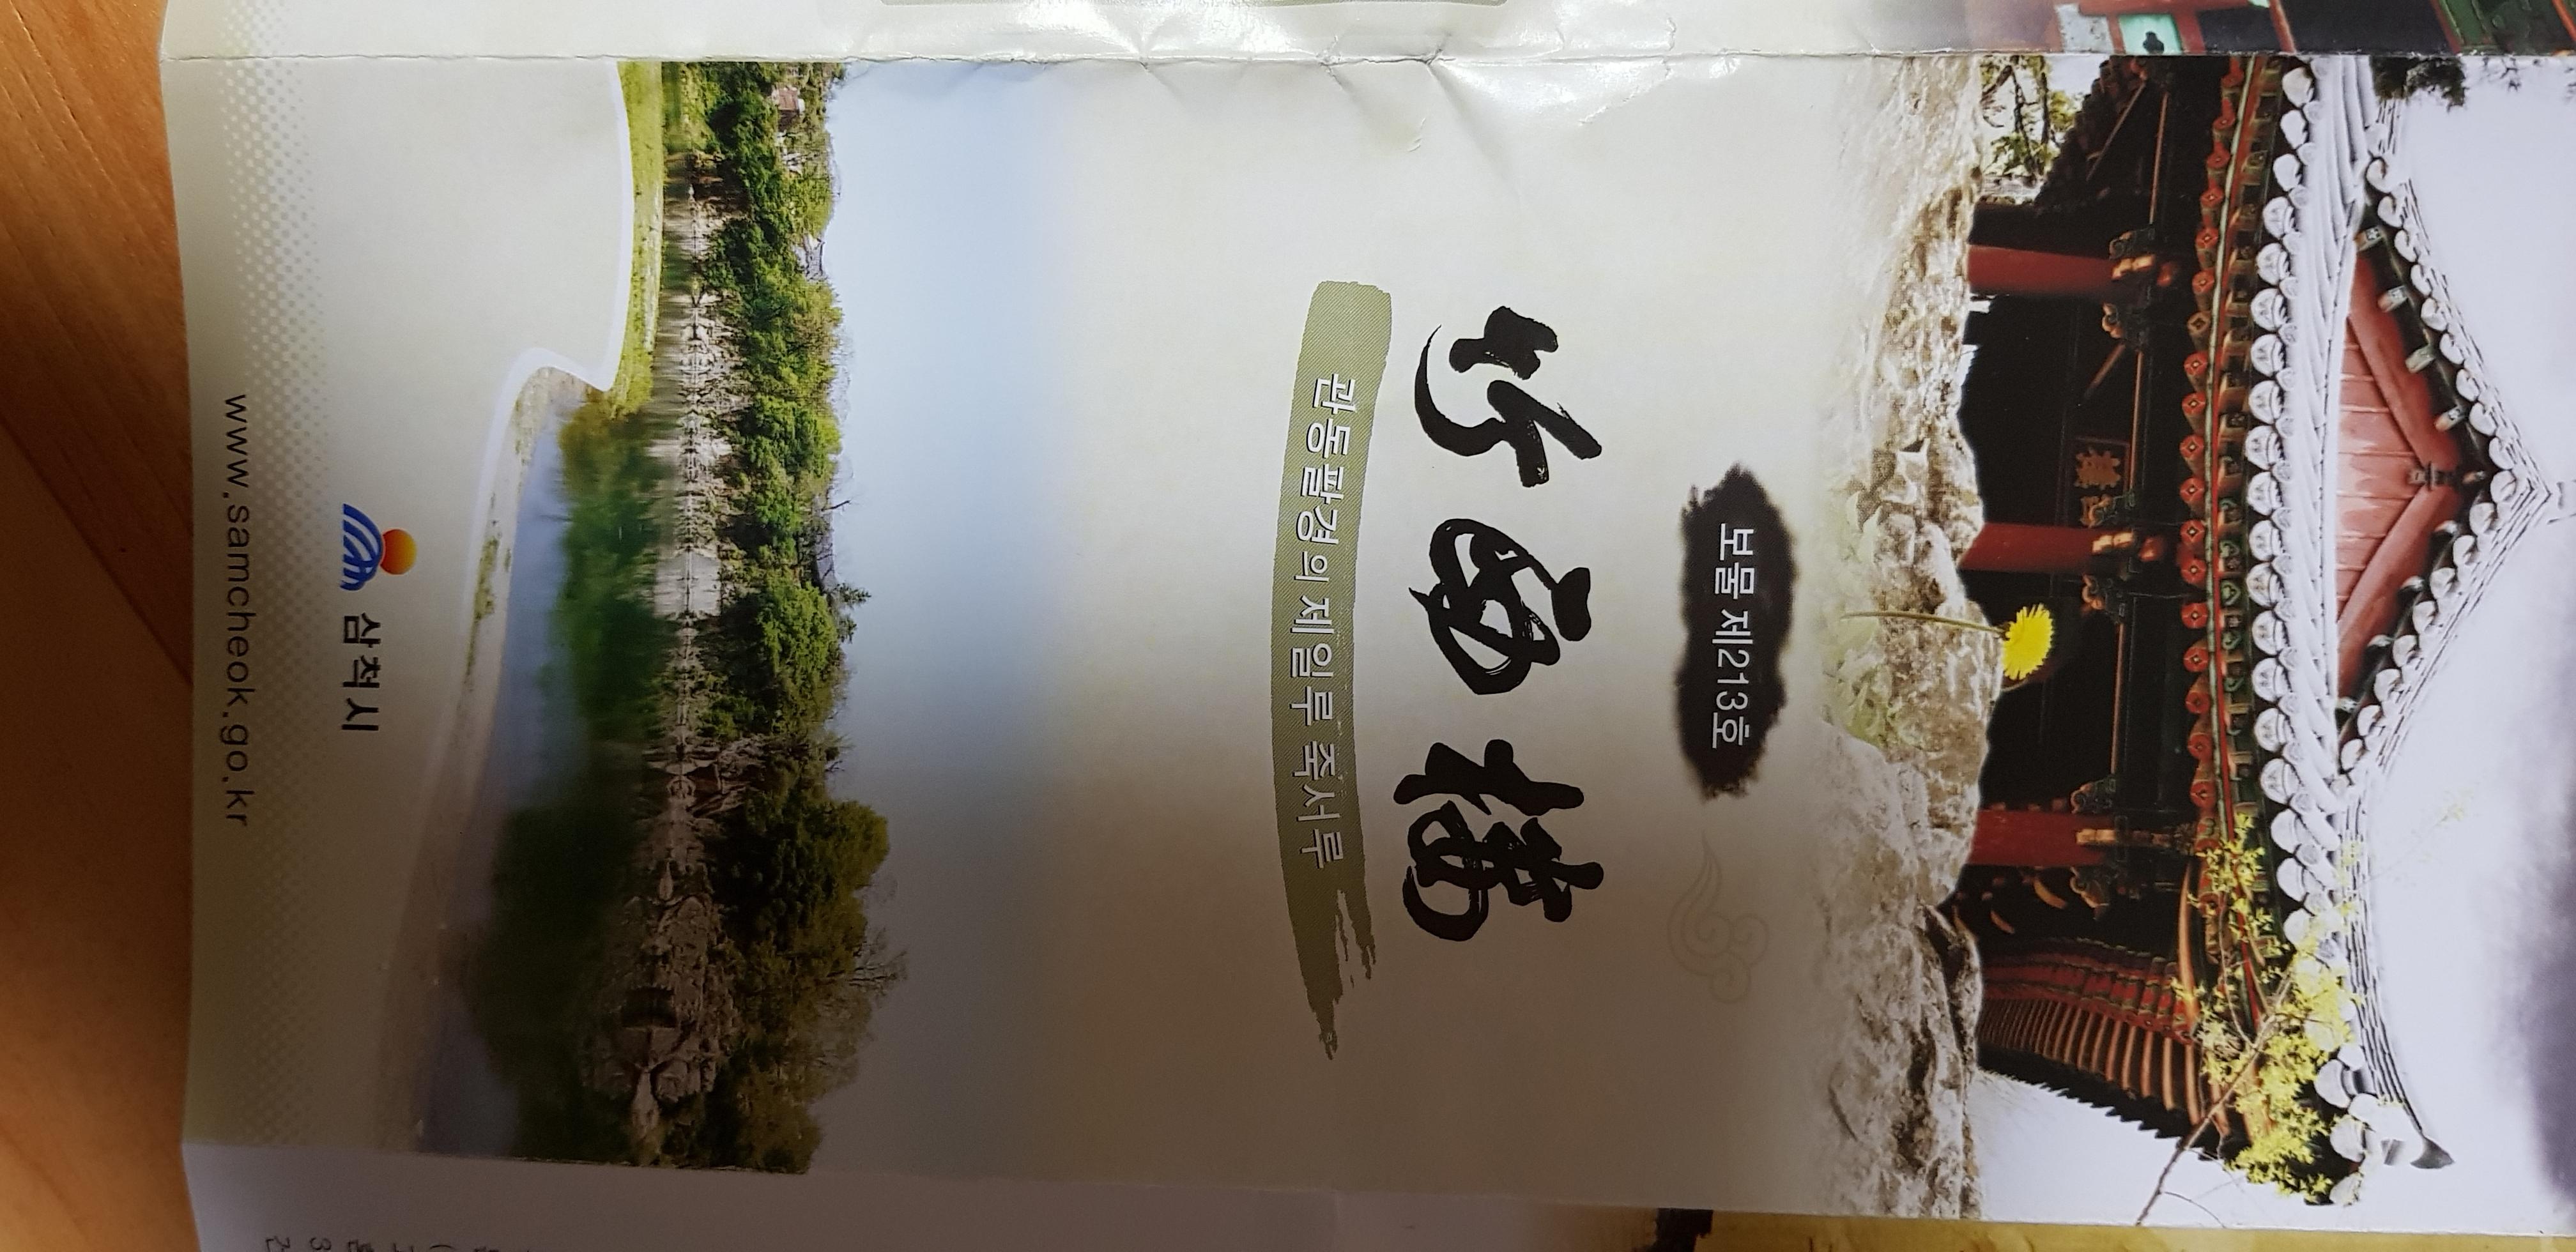 보물 제213호
竹西樓
관동팔경의 제일루 죽서루
삼척시
www.samcheok.go.kr